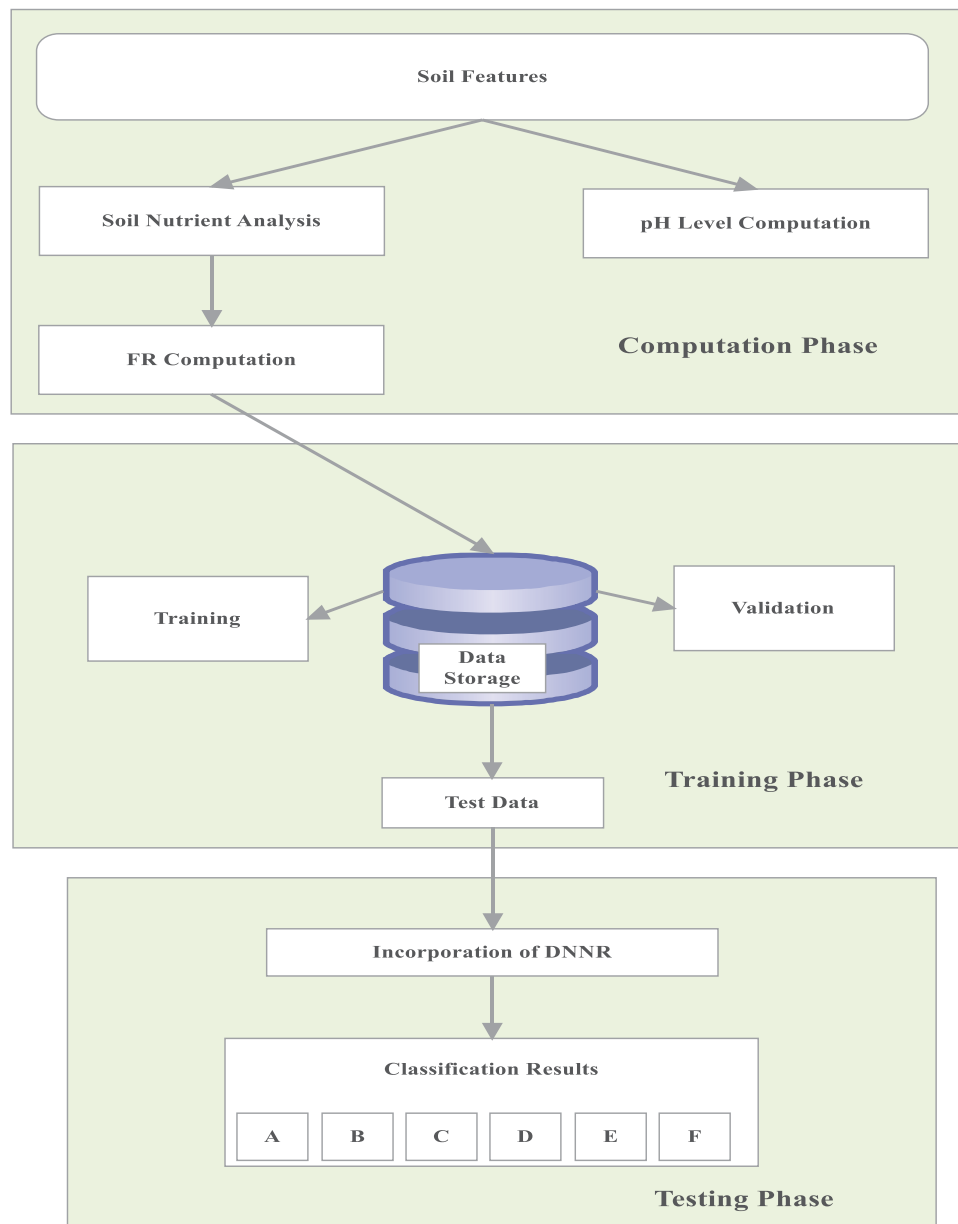 Soil Features
Soil Nutrient Analysis
pH Level Computation
FR Computation
Computation Phase
Training
Validation
Data
Storage
Training Phase
Test Data
Incorporation of DNNR
Classification Results
A B C D E F
Testing Phase